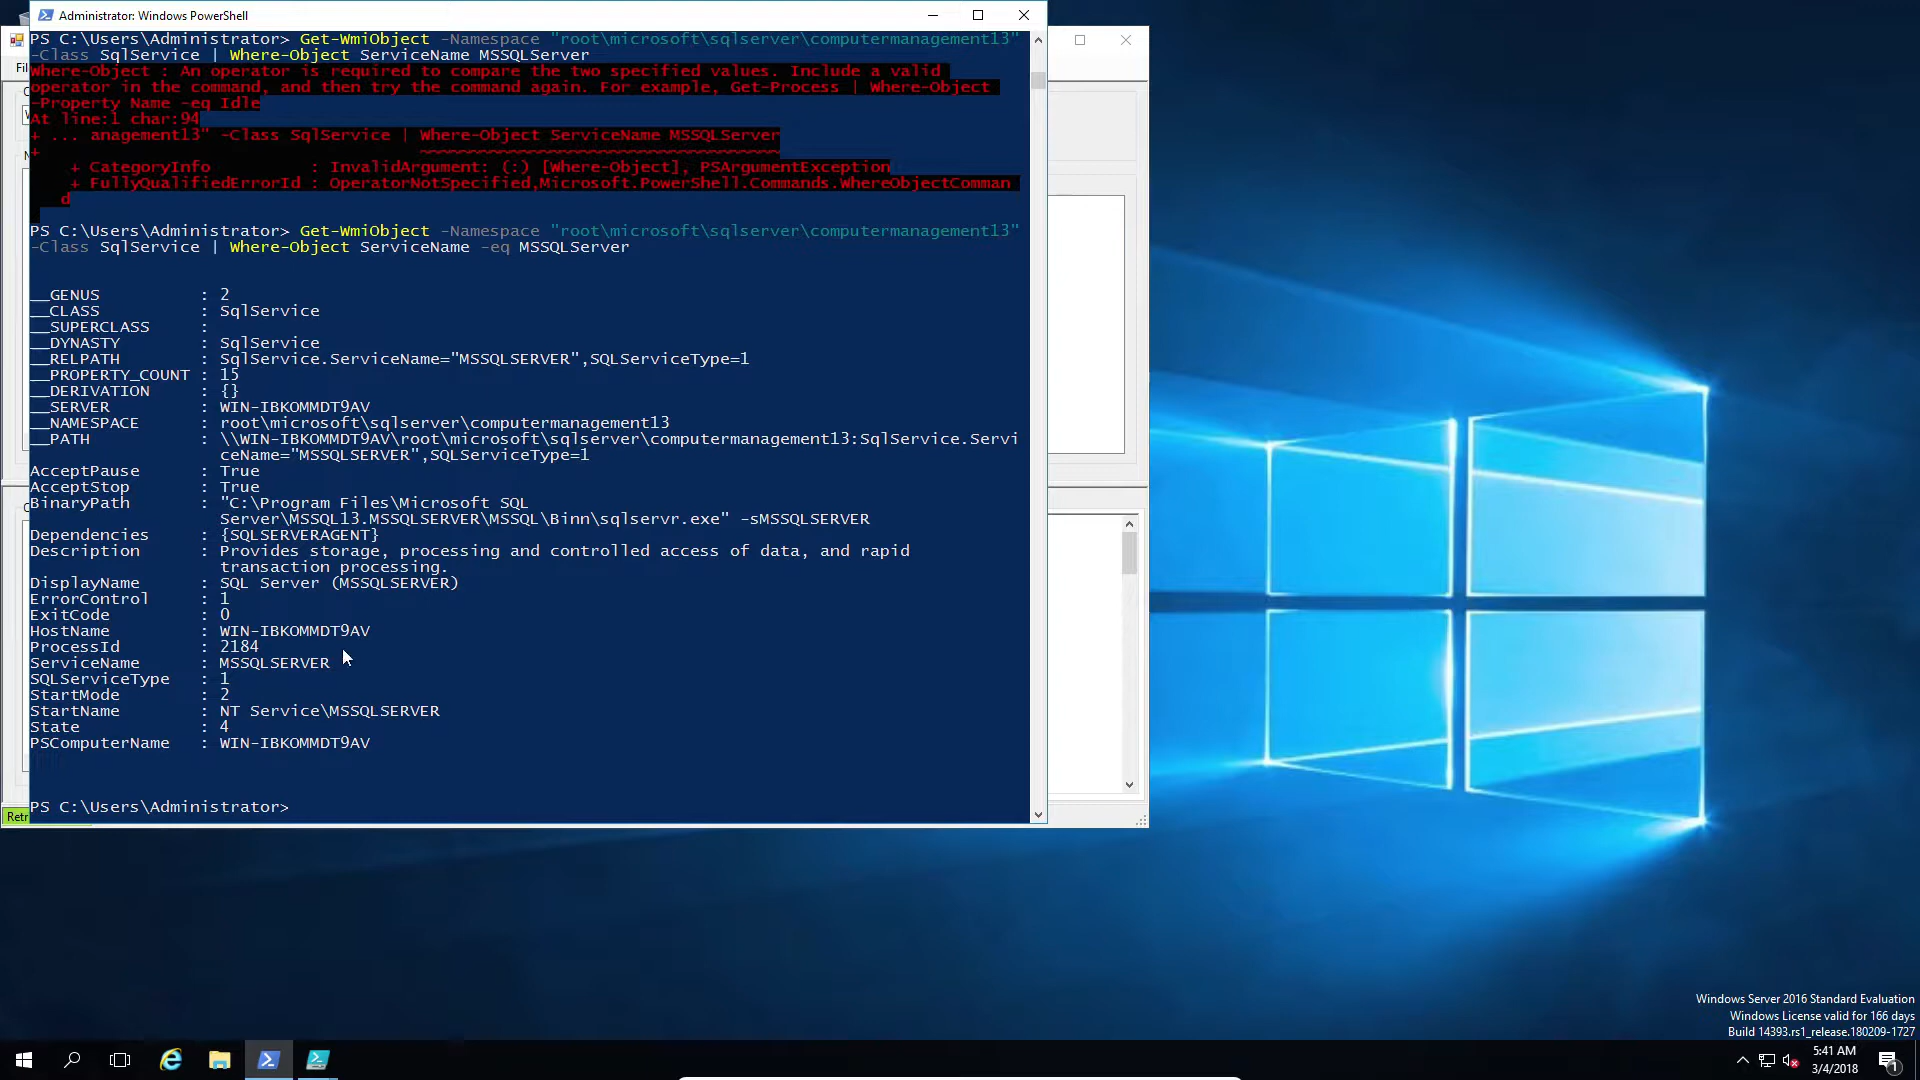 Administrator: Windows PowerShell
PS C:\Users\Administrator> Get-WmiObject -Namespace "root\microsoft\sqlserver\computermanagement13"
-Class SqlService | Where-Object ServiceName MSSQLServer
Where-Object : An operator is required to compare the two specified values. Include a valid
operator in the command, and then try the command again. For example, Get-Process | Where-Object
-Property Name -eq Idle
At line:1 char:94
+ ... anagement13" -Class SqlService | Where-Object ServiceName MSSQLServer
+                                      ~~~~~~~~~~~~~~~~~~~~~~~~~~~~~~~~~~~~
    + CategoryInfo          : InvalidArgument: (:) [Where-Object], PSArgumentException
    + FullyQualifiedErrorId : OperatorNotSpecified,Microsoft.PowerShell.Commands.WhereObjectComman
   d
PS C:\Users\Administrator> Get-WmiObject -Namespace "root\microsoft\sqlserver\computermanagement13"
-Class SqlService | Where-Object ServiceName -eq MSSQLServer
__GENUS          : 2
__CLASS          : SqlService
__SUPERCLASS     :
__DYNASTY        : SqlService
__RELPATH        : SqlService.ServiceName="MSSQLSERVER",SQLServiceType=1
__PROPERTY_COUNT : 15
__DERIVATION     : {}
__SERVER         : WIN-IBKOMMDT9AV
__NAMESPACE      : root\microsoft\sqlserver\computermanagement13
__PATH           : \\WIN-IBKOMMDT9AV\root\microsoft\sqlserver\computermanagement13:SqlService.Servi
                   ceName="MSSQLSERVER",SQLServiceType=1
AcceptPause      : True
AcceptStop       : True
BinaryPath       : "C:\Program Files\Microsoft SQL
                   Server\MSSQL13.MSSQLSERVER\MSSQL\Binn\sqlservr.exe" -sMSSQLSERVER
Dependencies     : {SQLSERVERAGENT}
Description      : Provides storage, processing and controlled access of data, and rapid
                   transaction processing.
DisplayName      : SQL Server (MSSQLSERVER)
ErrorControl     : 1
ExitCode         : 0
HostName         : WIN-IBKOMMDT9AV
ProcessId        : 2184
ServiceName      : MSSQLSERVER
SQLServiceType   : 1
StartMode        : 2
StartName        : NT Service\MSSQLSERVER
State            : 4
PSComputerName   : WIN-IBKOMMDT9AV
PS C:\Users\Administrator>
Retr
Windows Server 2016 Standard Evaluation
Windows License valid for 166 days
Build 14393.rs1_release.180209-1727
5:41 AM
3/4/2018
1